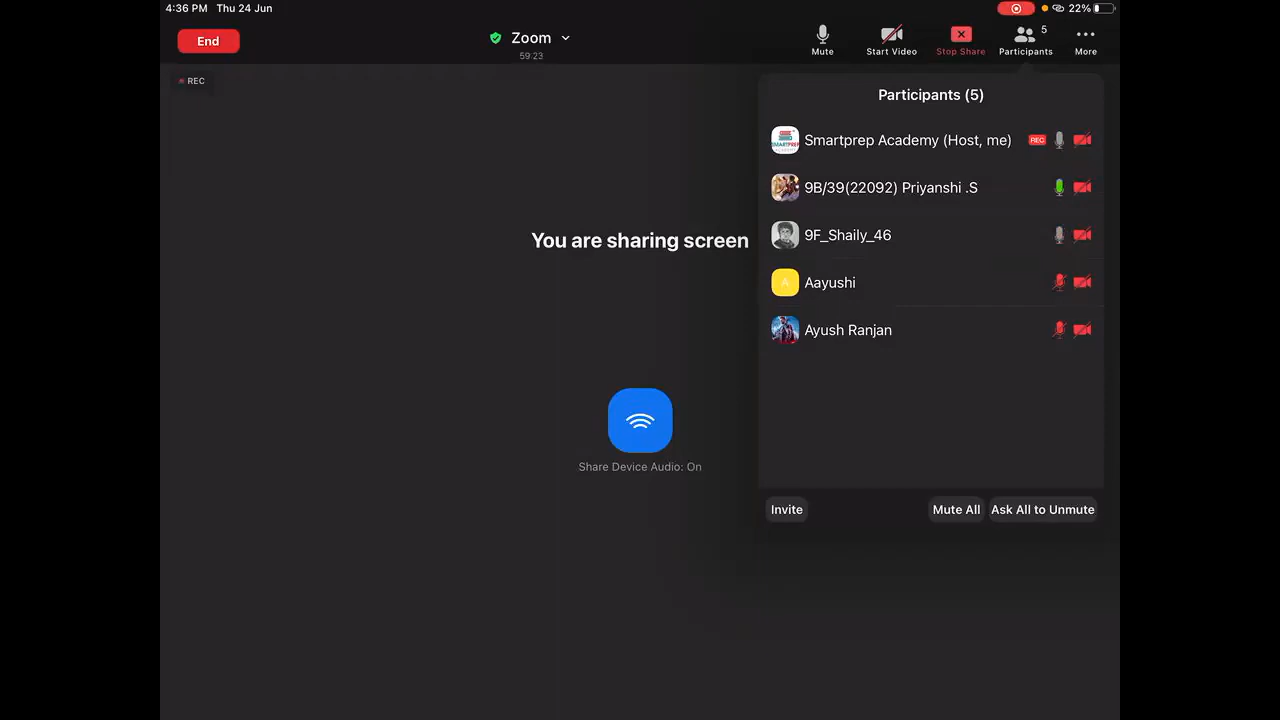 4:36 PM Thu 24 Jun
22%
End
Zoom
59:23
Mute
Start Video
Stop Share
Participants
5
More
REC
Participants (5)
Smartprep Academy (Host, me)
REC
9B/39(22092) Priyanshi .S
9F_Shaily_46
A
Aayushi
Ayush Ranjan
You are sharing screen
Share Device Audio: On
Invite
Mute All
Ask All to Unmute